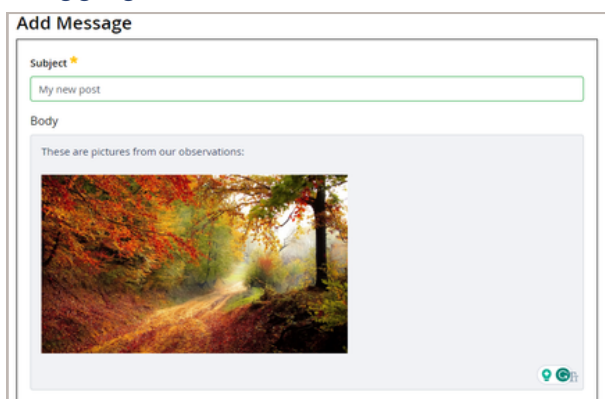 Add Message
Subject
My new post
Body
These are pictures from our observations: